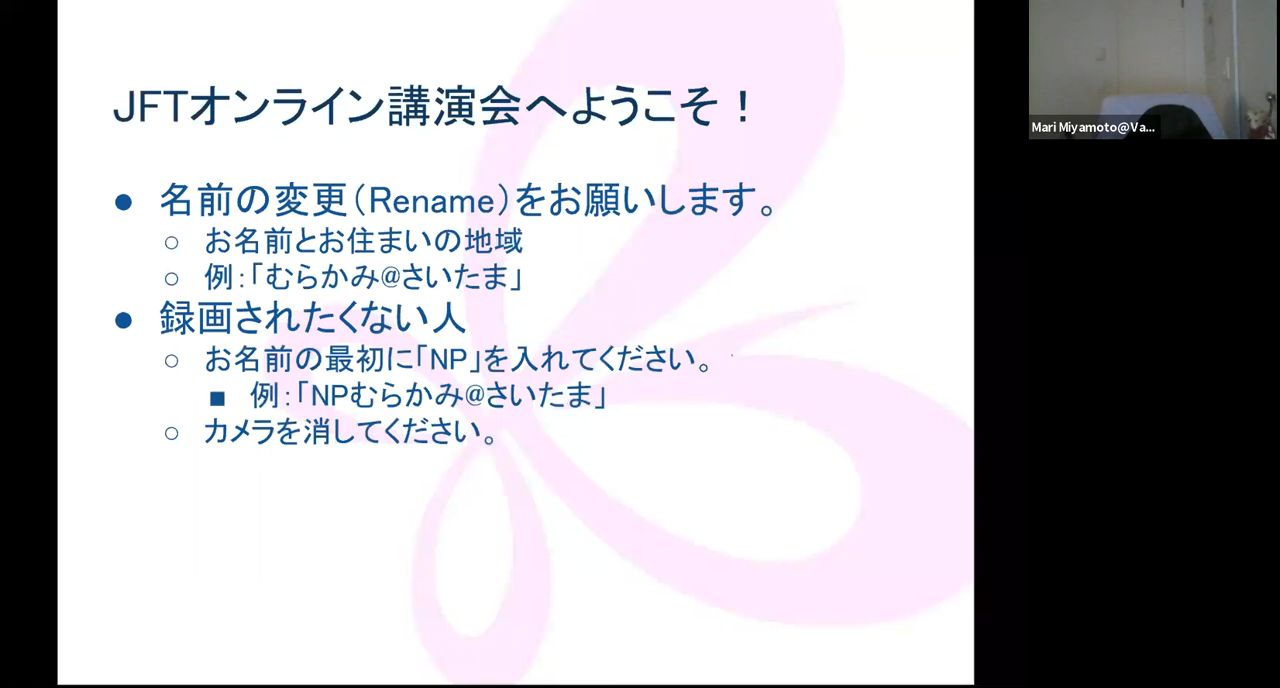 JFTオンライン講演会へようこそ！
● 名前の変更（Rename）をお願いします。
○ お名前とお住まいの地域
○ 例：「むらかみ@さいたま」
● 録画されたくない人
○ お名前の最初に「NP」を入れてください。
■ 例：「NPむらかみ@さいたま」
○ カメラを消してください。
Mari Miyamoto@Va...